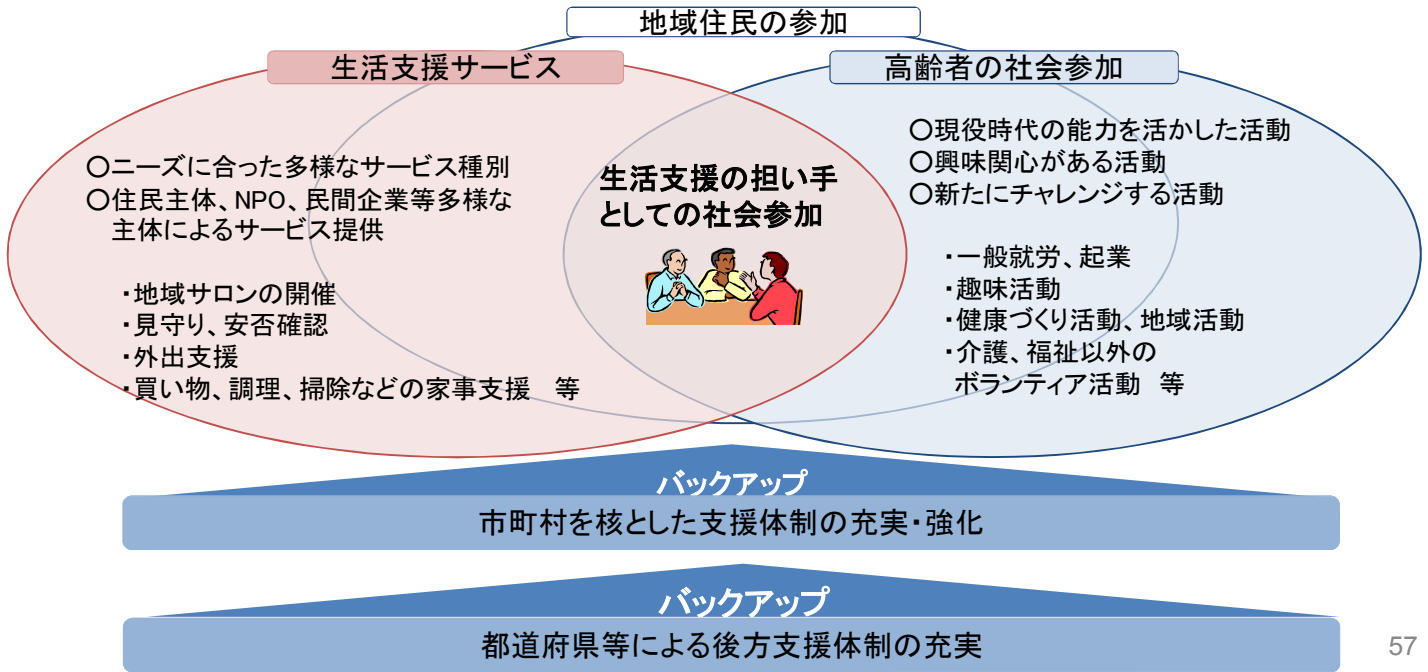 地域住民の参加
生活支援サービス
高齢者の社会参加
〇ニーズに合った多様なサービス種別
〇住民主体、NPO、民間企業等多様な
主体によるサービス提供
・地域サロンの開催
・見守り、安否確認
・外出支援
・買い物、調理、掃除などの家事支援　等
生活支援の担い手
としての社会参加
〇現役時代の能力を活かした活動
〇興味関心がある活動
〇新たにチャレンジする活動
・一般就労、起業
・趣味活動
・健康づくり活動、地域活動
・介護、福祉以外の
ボランティア活動　等
バックアップ
市町村を核とした支援体制の充実・強化
バックアップ
都道府県等による後方支援体制の充実
57